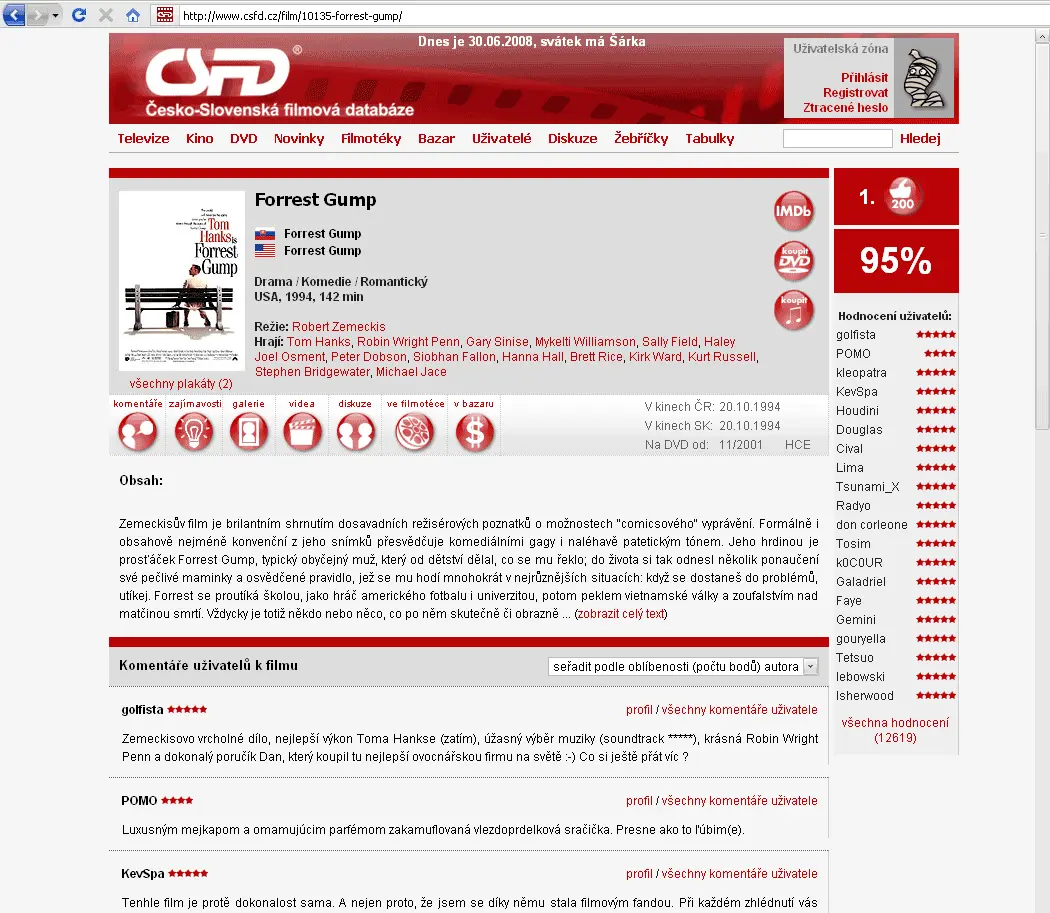 http://www.csfd.cz/film/10135-forrest-gump/
Dnes je 30.06.2008, svátek má Šárka
ČSFD®
Česko-Slovenská filmová databáze
Uživatelská zóna
Přihlásit
Registrovat
Ztracené heslo
Televize Kino DVD Novinky Filmotéky Bazar Uživatelé Diskuze Žebříčky Tabulky Hledej
Tom
Hanks is
Forrest
Gump
všechny plakáty (2)
Forrest Gump
Forrest Gump
Forrest Gump
Drama / Komedie / Romantický
USA, 1994, 142 min
Režie: Robert Zemeckis
Hrají: Tom Hanks, Robin Wright Penn, Gary Sinise, Mykelti Williamson, Sally Field, Haley
Joel Osment, Peter Dobson, Siobhan Fallon, Hanna Hall, Brett Rice, Kirk Ward, Kurt Russell,
Stephen Bridgewater, Michael Jace
IMDb
koupit
DVD
koupit
komentáře zajímavosti galerie videa diskuze ve filmotéce v bazaru
V kinech ČR: 20.10.1994
V kinech SK: 20.10.1994
Na DVD od: 11/2001 HCE
Obsah:
Zemeckisův film je brilantním shrnutím dosavadních režisérových poznatků o možnostech "comicsového" vyprávění. Formálně i
obsahově nejméně konvenční z jeho snímků přesvědčuje komediálními gagy i naléhavě patetickým tónem. Jeho hrdinou je
prosťáček Forrest Gump, typický obyčejný muž, který od dětství dělal, co se mu řeklo; do života si tak odnesl několik ponaučení
své pečlivé maminky a osvědčené pravidlo, jež se mu hodí mnohokrát v nejrůznějších situacích: když se dostaneš do problémů,
utíkej. Forrest se proutíká školou, jako hráč amerického fotbalu i univerzitou, potom peklem vietnamské války a zoufalstvím nad
matčinou smrtí. Vždycky je totiž někdo nebo něco, co po něm skutečně či obrazně ... (zobrazit celý text)
Komentáře uživatelů k filmu
seřadit podle oblíbenosti (počtu bodů) autora
golfista ★★★★★ profil / všechny komentáře uživatele
Zemeckisovo vrcholné dílo, nejlepší výkon Toma Hankse (zatím), úžasný výběr muziky (soundtrack *****), krásná Robin Wright
Penn a dokonalý poručík Dan, který koupil tu nejlepší ovocnářskou firmu na světě :-) Co si ještě přát víc ?
POMO ★★★★ profil / všechny komentáře uživatele
Luxusným mejkapom a omamujúcim parfémom zakamuflovaná vlezdoprdelková sračička. Presne ako to ľúbim(e).
KevSpa ★★★★★ profil / všechny komentáře uživatele
Tenhle film je protě dokonalost sama. A nejen proto, že jsem se díky němu stala filmovým fandou. Při každém zhlédnutí vás
1. 200
95%
Hodnocení uživatelů:
golfista ★★★★★
POMO ★★★★
kleopatra ★★★★★
KevSpa ★★★★★
Houdini ★★★★★
Douglas ★★★★★
Cival ★★★★★
Lima ★★★★★
Tsunami_X ★★★★★
Radyo ★★★★★
don corleone ★★★★★
Tosim ★★★★★
k0C0UR ★★★★★
Galadriel ★★★★★
Faye ★★★★★
Gemini ★★★★★
gouryella ★★★★★
Tetsuo ★★★★★
lebowski ★★★★★
Isherwood ★★★★★
všechna hodnocení
(12619)